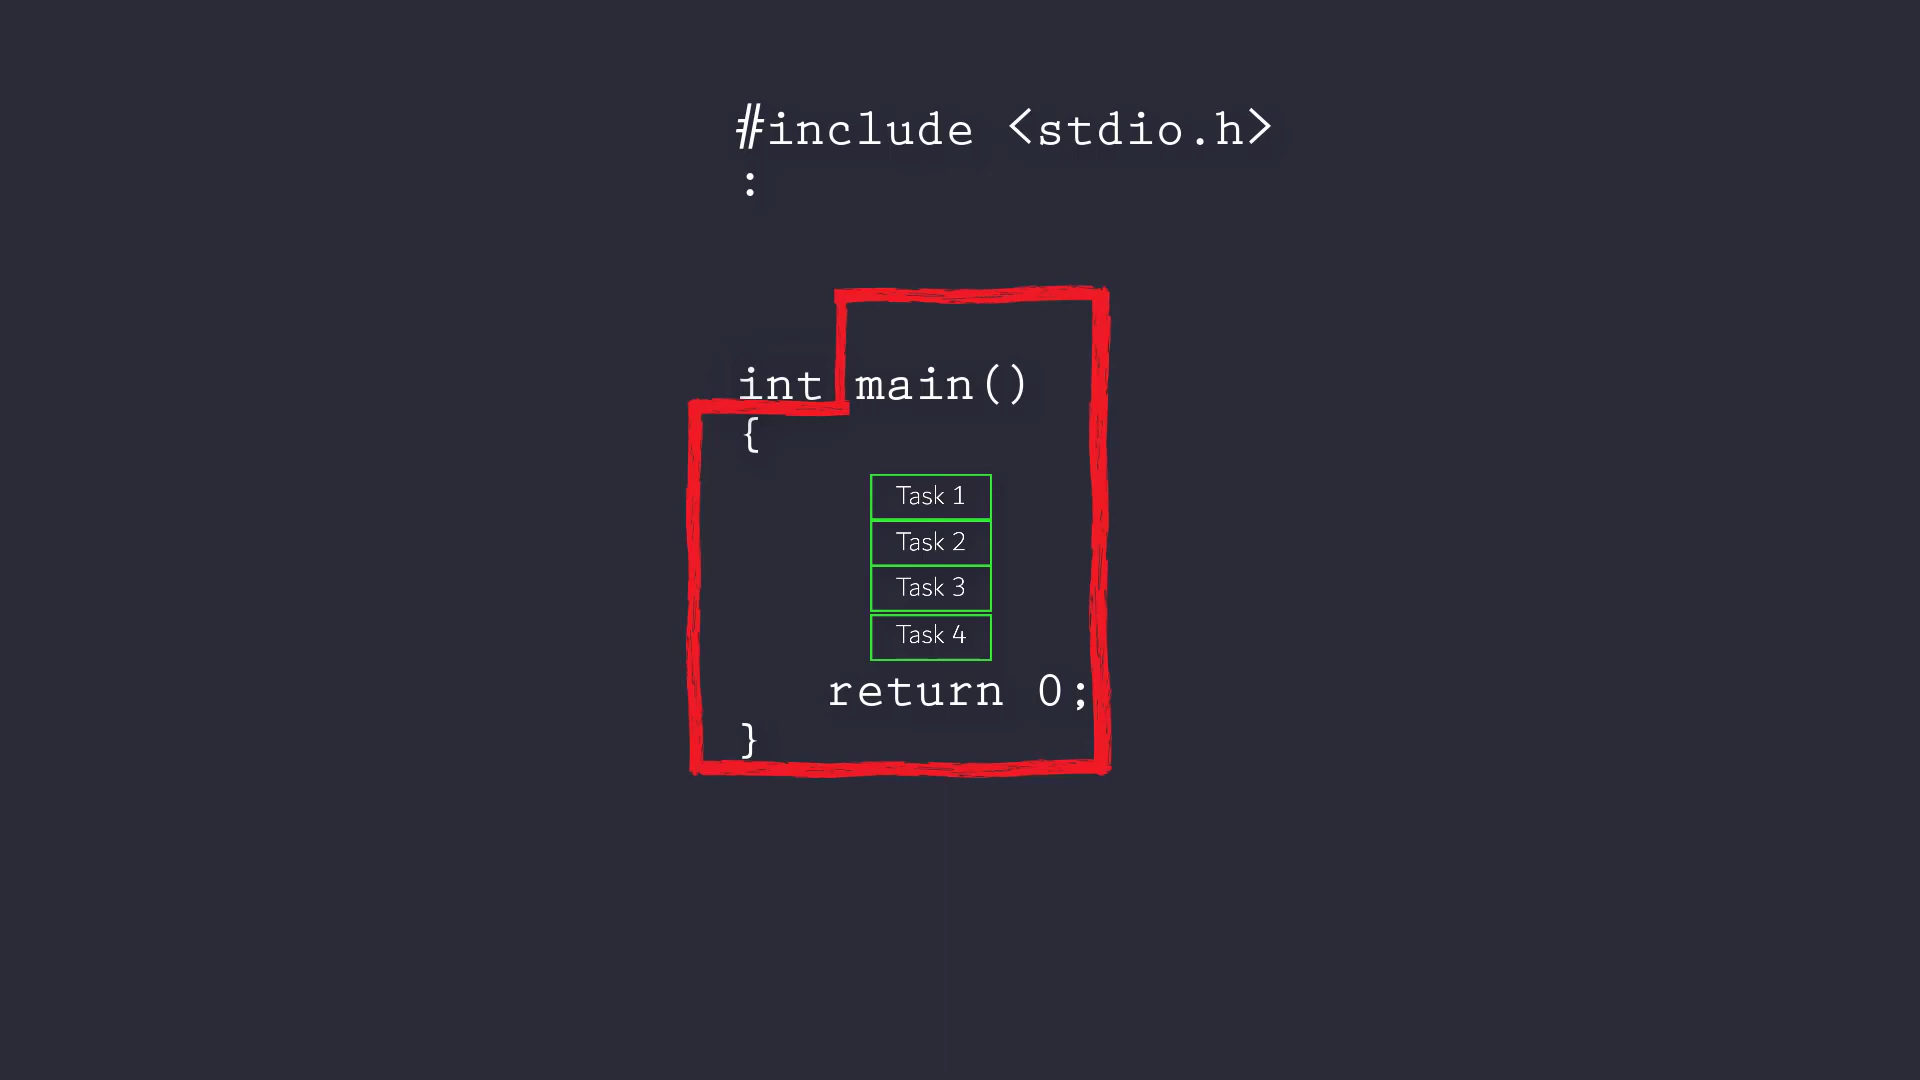 #include <stdio.h>
:
int main()
{
Task 1
Task 2
Task 3
Task 4
return 0;
}